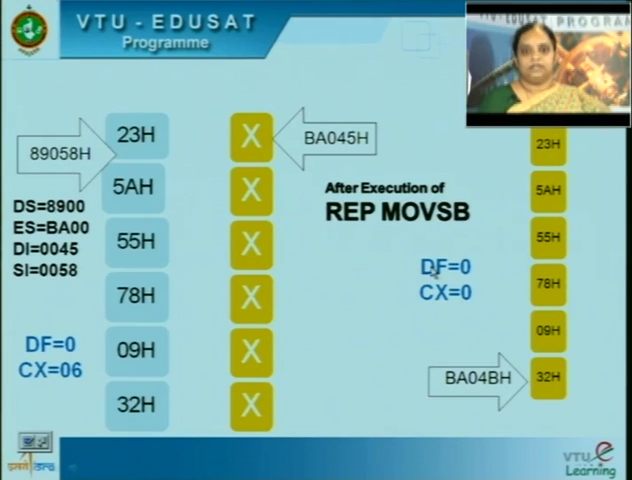 VTU - EDUSAT
Programme
89058H
23H
5AH
55H
78H
09H
32H
X
X
X
X
X
X
BA045H
DS=8900
ES=BA00
DI=0045
SI=0058
DF=0
CX=06
After Execution of
REP MOVSB
DF=0
CX=0
23H
5AH
55H
78H
09H
32H
BA04BH
VTU
Learning